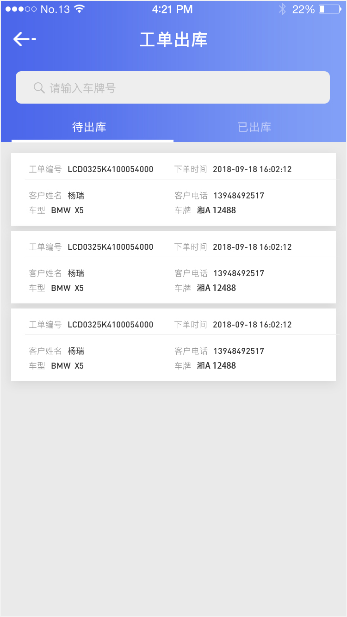 No.13 4:21 PM 22%
工单出库
请输入车牌号
待出库 已出库
工单编号 LCD0325K4100054000 下单时间 2018-09-18 16:02:12
客户姓名 杨瑞 客户电话 13948492517
车型 BMW X5 车牌 湘A 12488
工单编号 LCD0325K4100054000 下单时间 2018-09-18 16:02:12
客户姓名 杨瑞 客户电话 13948492517
车型 BMW X5 车牌 湘A 12488
工单编号 LCD0325K4100054000 下单时间 2018-09-18 16:02:12
客户姓名 杨瑞 客户电话 13948492517
车型 BMW X5 车牌 湘A 12488